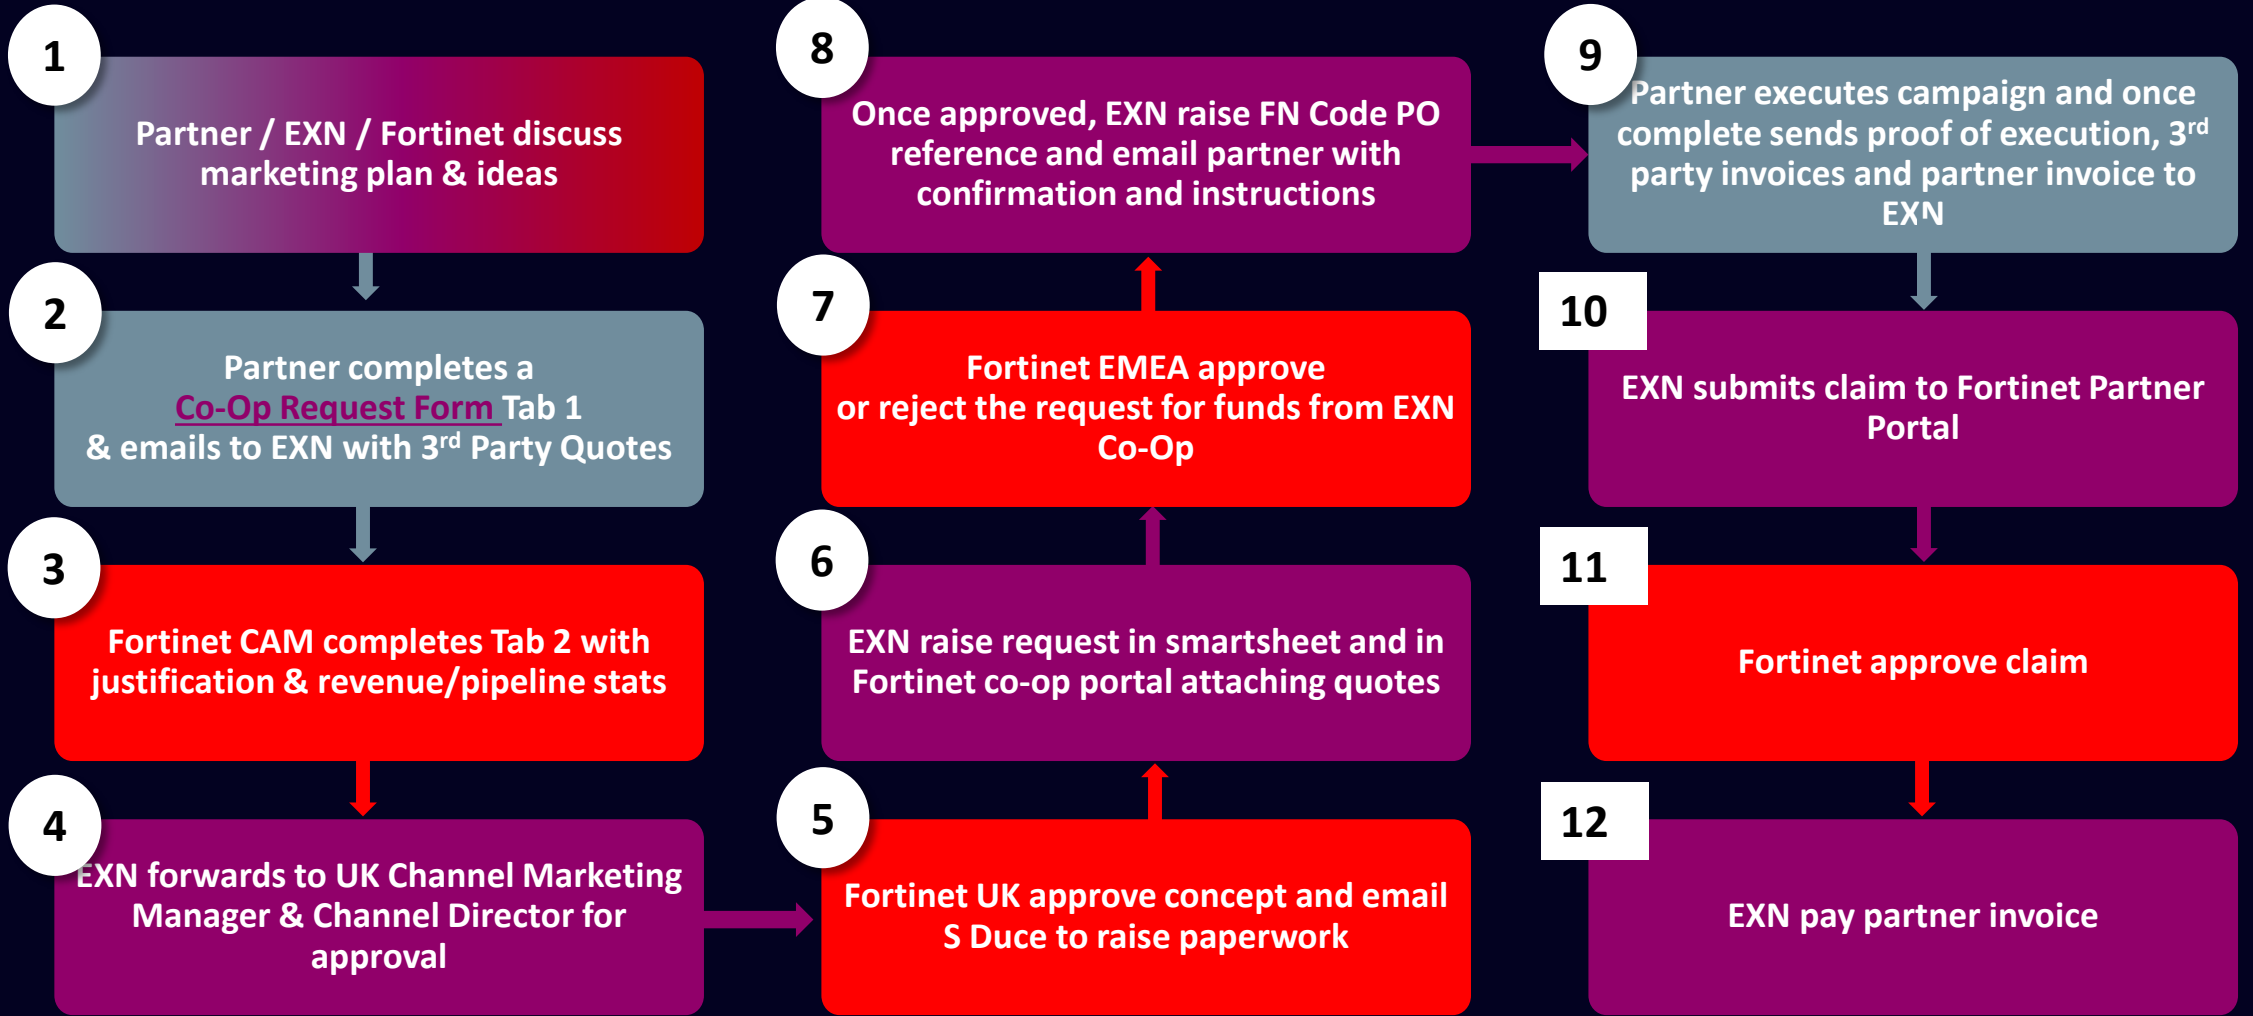 1
Partner / EXN / Fortinet discuss
marketing plan & ideas
2
Partner completes a
Co-Op Request Form Tab 1
& emails to EXN with 3rd Party Quotes
3
Fortinet CAM completes Tab 2 with
justification & revenue/pipeline stats
4
EXN forwards to UK Channel Marketing
Manager & Channel Director for
approval
5
Fortinet UK approve concept and email
S Duce to raise paperwork
6
EXN raise request in smartsheet and in
Fortinet co-op portal attaching quotes
7
Fortinet EMEA approve
or reject the request for funds from EXN
Co-Op
8
Once approved, EXN raise FN Code PO
reference and email partner with
confirmation and instructions
9
Partner executes campaign and once
complete sends proof of execution, 3rd
party invoices and partner invoice to
EXN
10
EXN submits claim to Fortinet Partner
Portal
11
Fortinet approve claim
12
EXN pay partner invoice